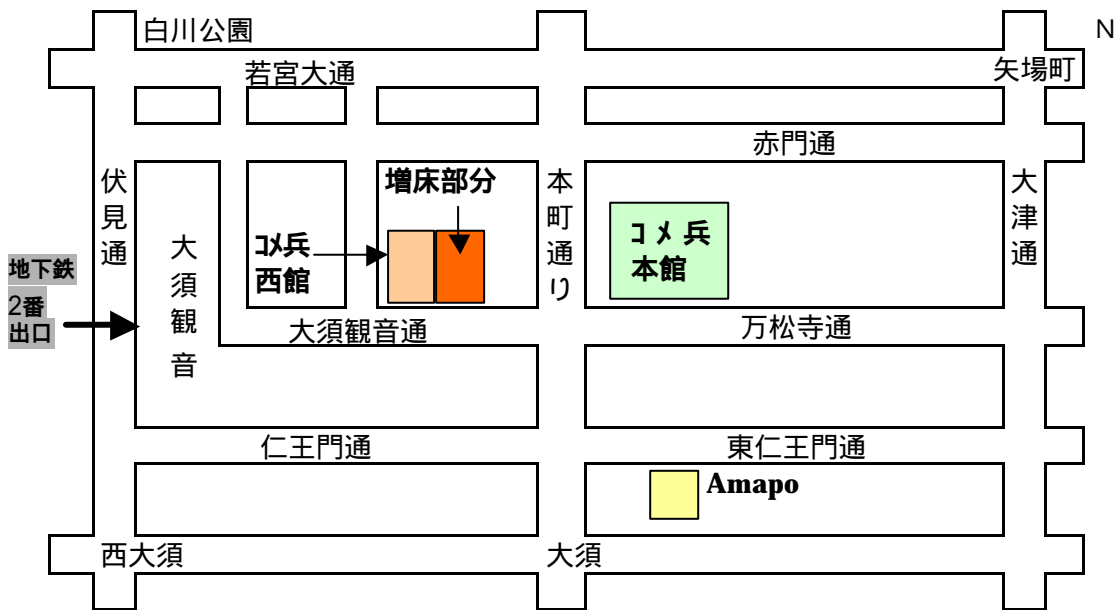 白川公園
N
若宮大通
矢場町
赤門通
伏見通
本町通り
大津通
増床部分
大須観音
コメ兵
西館
コメ兵
本館
地下鉄
2番
出口
大須観音通
万松寺通
仁王門通
東仁王門通
Amapo
西大須
大須